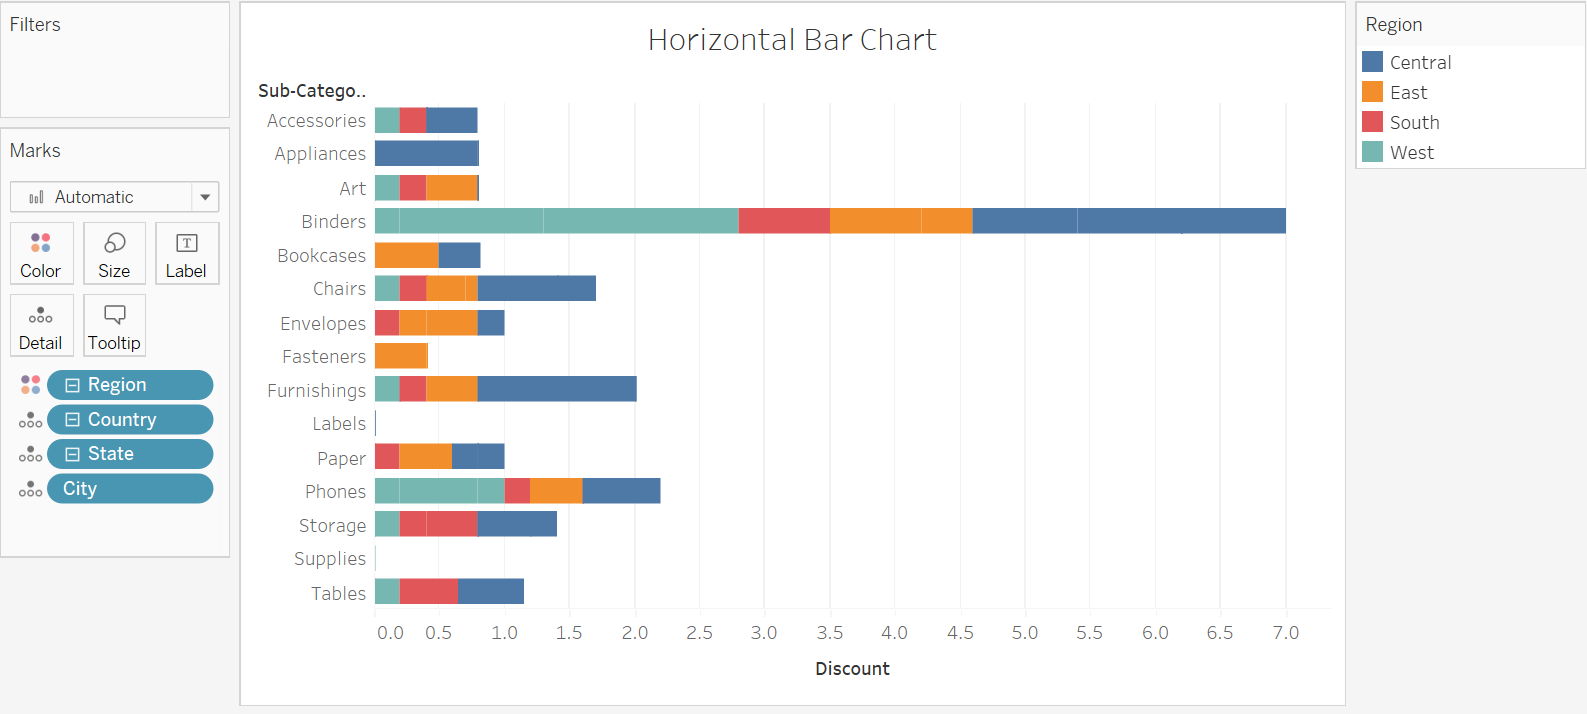 Filters
Marks
Automatic
Color
Size
T
Label
Detail
Tooltip
Region
Country
State
City
Horizontal Bar Chart
Sub-Catego..
Accessories
Appliances
Art
Binders
Bookcases
Chairs
Envelopes
Fasteners
Furnishings
Labels
Paper
Phones
Storage
Supplies
Tables
0.0 0.5 1.0 1.5 2.0 2.5 3.0 3.5 4.0 4.5 5.0 5.5 6.0 6.5 7.0
Discount
Region
Central
East
South
West